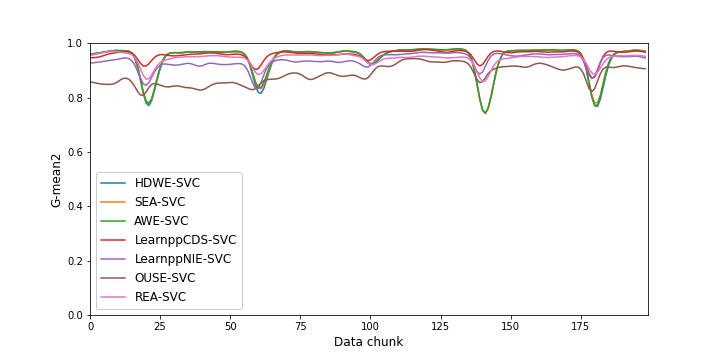 1.0
0.8
0.6
0.4
0.2
0.0
G-mean2
HDWE-SVC
SEA-SVC
AWE-SVC
LearnppCDS-SVC
LearnppNIE-SVC
OUSE-SVC
REA-SVC
0 25 50 75 100 125 150 175
Data chunk